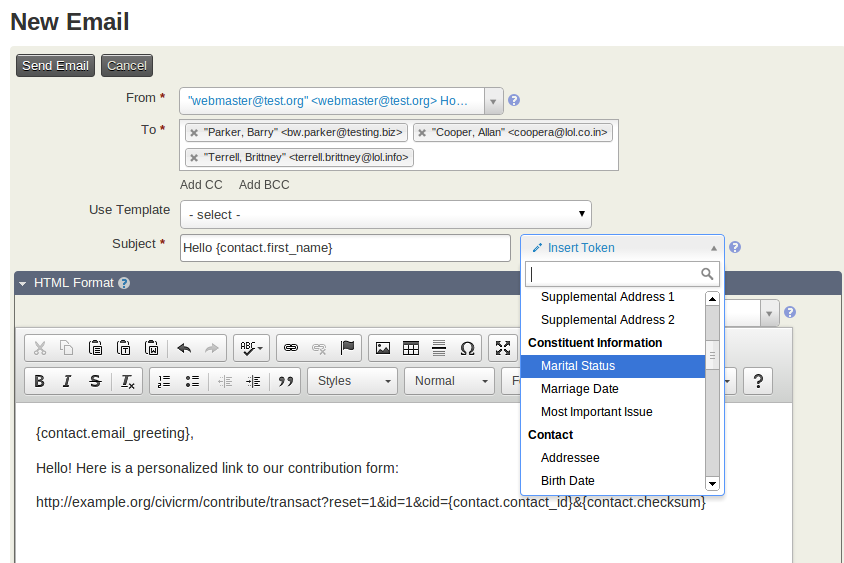 New Email
Send Email Cancel
From * "webmaster@test.org" <webmaster@test.org> Ho...
To * "Parker, Barry" <bw.parker@testing.biz> "Cooper, Allan" <coopera@lol.co.in>
"Terrell, Brittney" <terrell.brittney@lol.info>
Add CC Add BCC
Use Template - select -
Subject * Hello {contact.first_name} Insert Token
HTML Format
Supplemental Address 1
Supplemental Address 2
Constituent Information
Marital Status
Marriage Date
Most Important Issue
Contact
Addressee
Birth Date
ABC
B I S Tx Styles Normal ?
{contact.email_greeting},
Hello! Here is a personalized link to our contribution form:
http://example.org/civicrm/contribute/transact?reset=1&id=1&cid={contact.contact_id}&{contact.checksum}